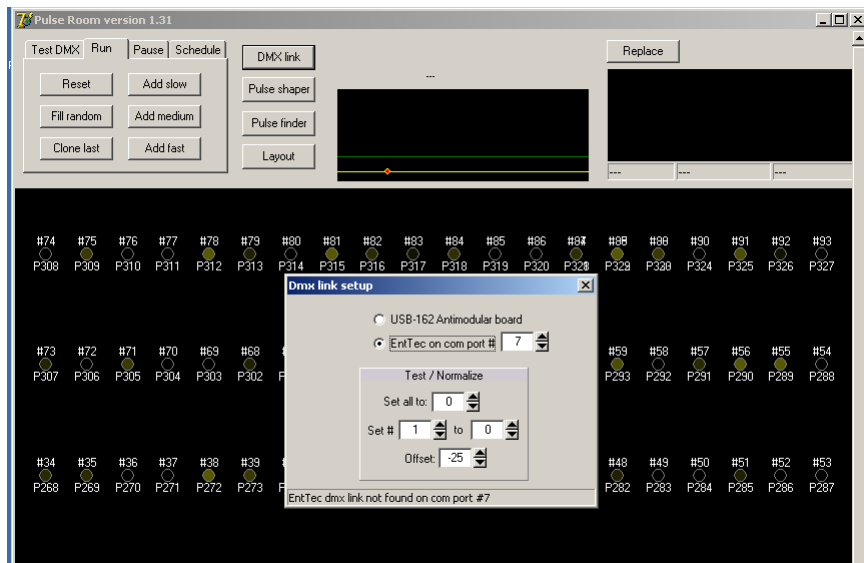 Pulse Room version 1.31
Test DMX Run Pause Schedule
Reset Add slow
Fill random Add medium
Clone last Add fast
DMX link
Pulse shaper
Pulse finder
Layout
---
Replace
--- --- ---
#74 #75 #76 #77 #78 #79 #80 #81 #82 #83 #84 #85 #86 #90 #91 #92 #93
P308 P309 P310 P311 P312 P313 P314 P315 P316 P317 P318 P319 P320 P324 P325 P326 P327
Dmx link setup
USB-162 Antimodular board
EntTec on com port # 7
Test / Normalize
Set all to: 0
Set # 1 to 0
Offset: -25
EntTec dmx link not found on com port #7
#73 #72 #71 #70 #69 #68 #59 #58 #57 #56 #55 #54
P307 P306 P305 P304 P303 P302 P293 P292 P291 P290 P289 P288
#34 #35 #36 #37 #38 #39 #48 #49 #50 #51 #52 #53
P268 P269 P270 P271 P272 P273 P282 P283 P284 P285 P286 P287